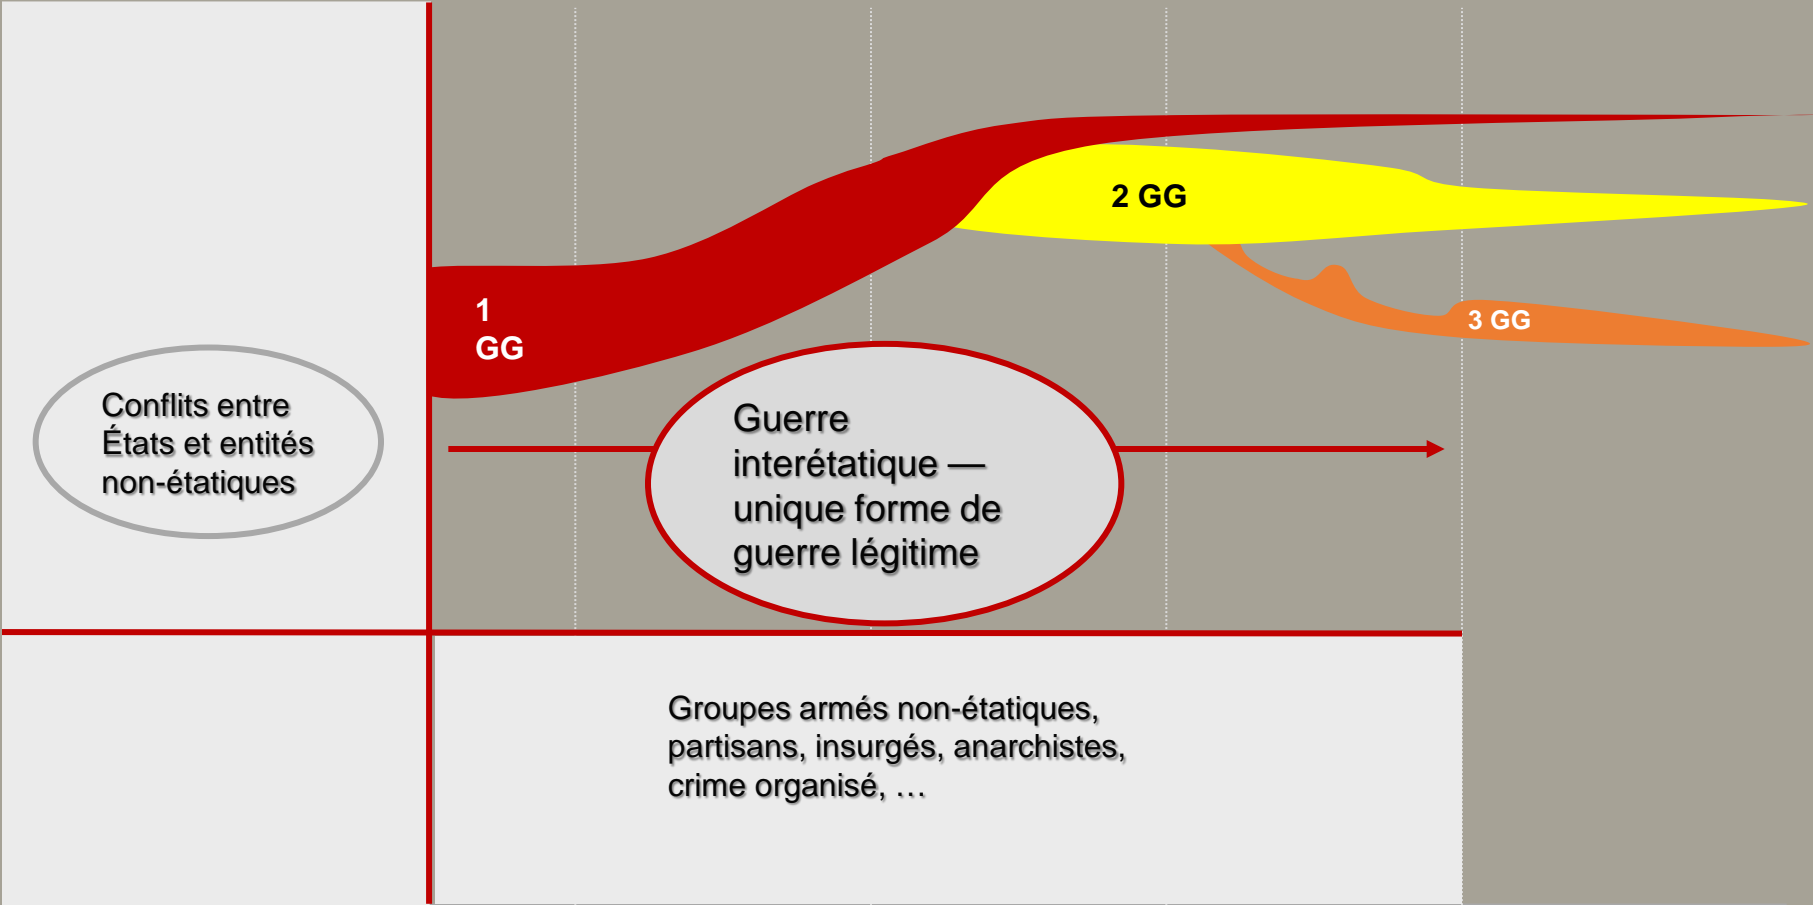 2 GG
1
GG
3 GG
Conflits entre
États et entités
non-étatiques
Guerre
interétatique —
unique forme de
guerre légitime
Groupes armés non-étatiques,
partisans, insurgés, anarchistes,
crime organisé, …